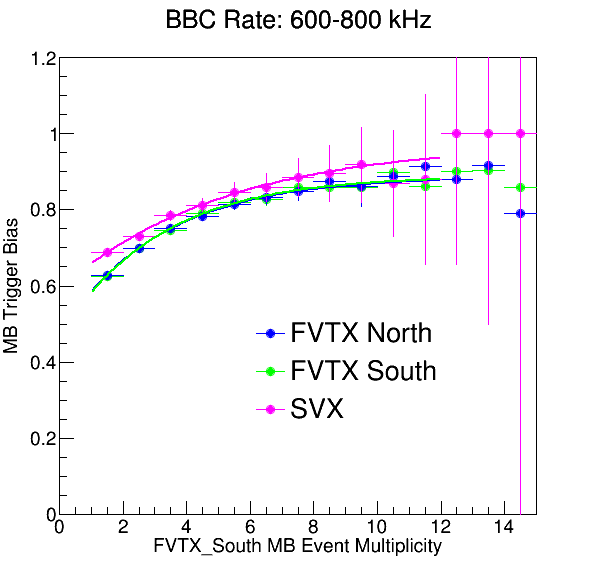 BBC Rate: 600-800 kHz
MB Trigger Bias
1.2
1
0.8
0.6
0.4
0.2
0
FVTX North
FVTX South
SVX
0 2 4 6 8 10 12 14
FVTX_South MB Event Multiplicity